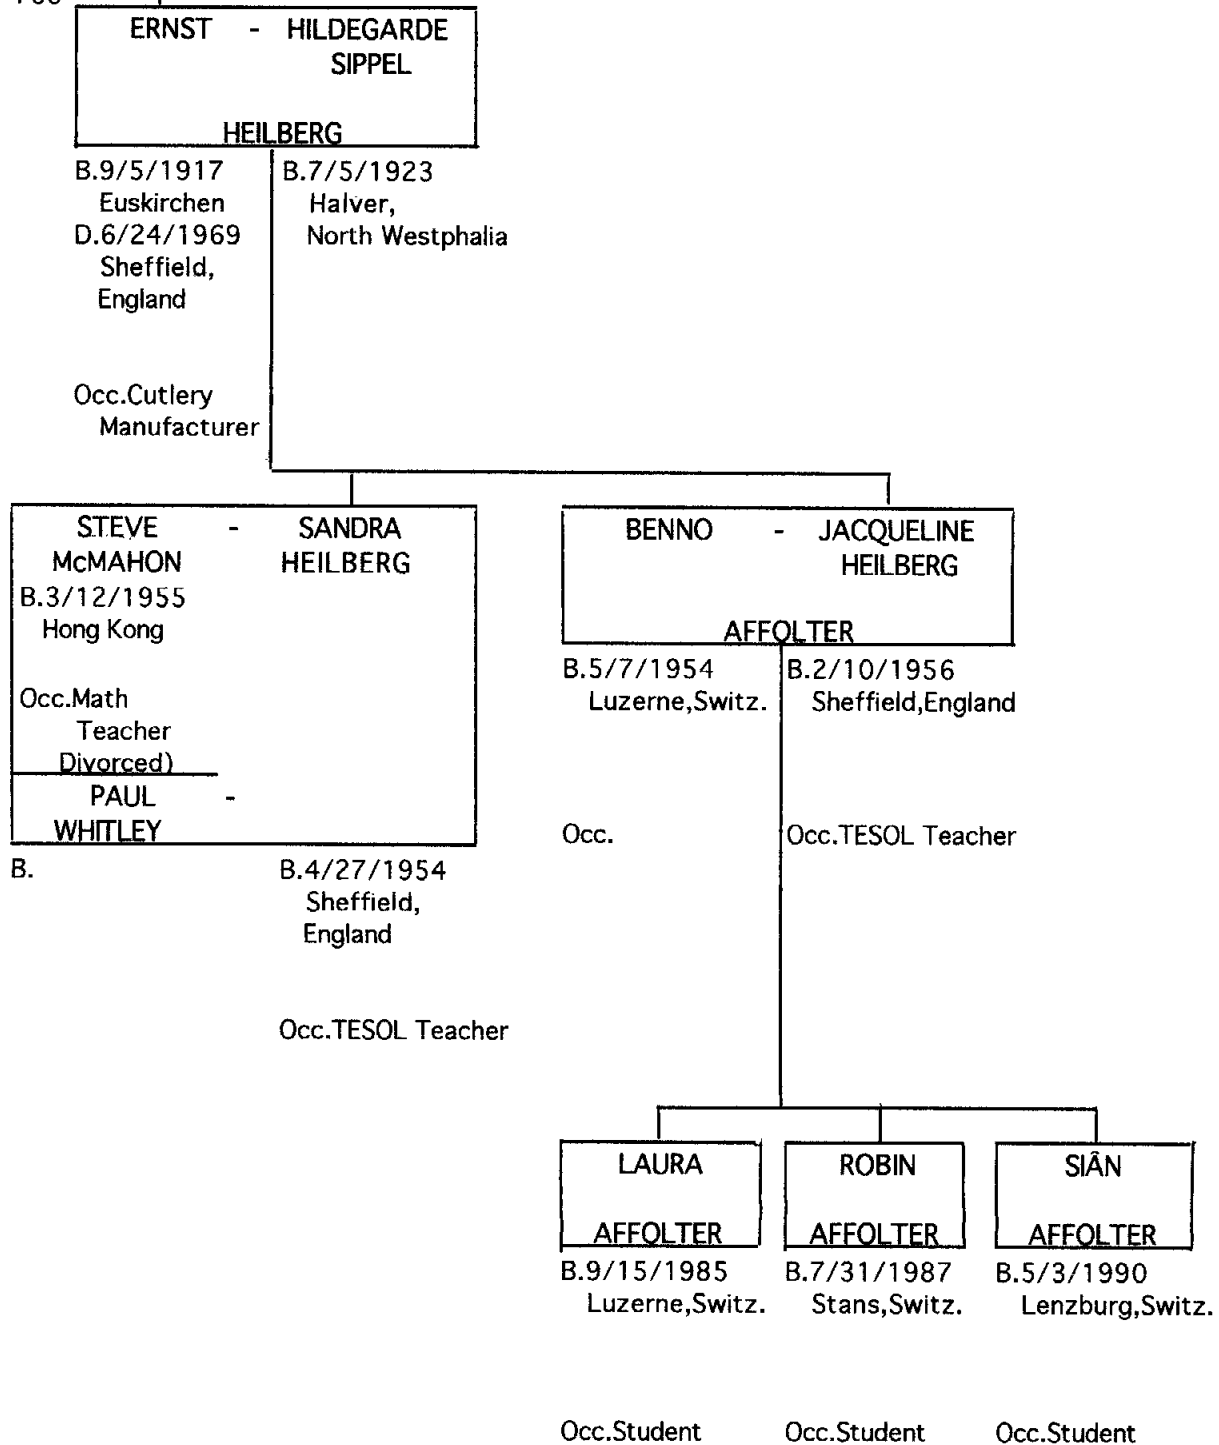 ERNST - HILDEGARDE
SIPPEL
HEILBERG
B.9/5/1917
Euskirchen
D.6/24/1969
Sheffield,
England
Occ.Cutlery
Manufacturer
B.7/5/1923
Halver,
North Westphalia
STEVE - SANDRA
McMAHON HEILBERG
B.3/12/1955
Hong Kong
Occ.Math
Teacher
Divorced)
PAUL -
WHITLEY
B.
B.4/27/1954
Sheffield,
England
Occ.TESOL Teacher
BENNO - JACQUELINE
HEILBERG
AFFOLTER
B.5/7/1954
Luzerne,Switz.
Occ.
B.2/10/1956
Sheffield,England
Occ.TESOL Teacher
LAURA
AFFOLTER
B.9/15/1985
Luzerne,Switz.
Occ.Student
ROBIN
AFFOLTER
B.7/31/1987
Stans,Switz.
Occ.Student
SIÂN
AFFOLTER
B.5/3/1990
Lenzburg,Switz.
Occ.Student